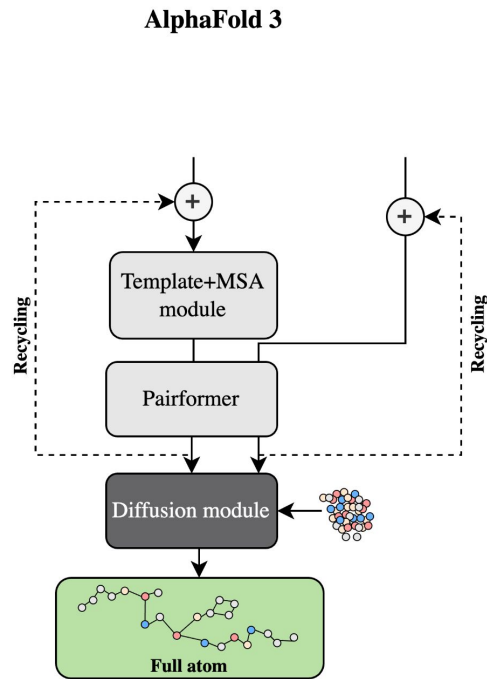 AlphaFold 3
+
+
Template+MSA
module
Recycling
Recycling
Pairformer
Diffusion module
Full atom